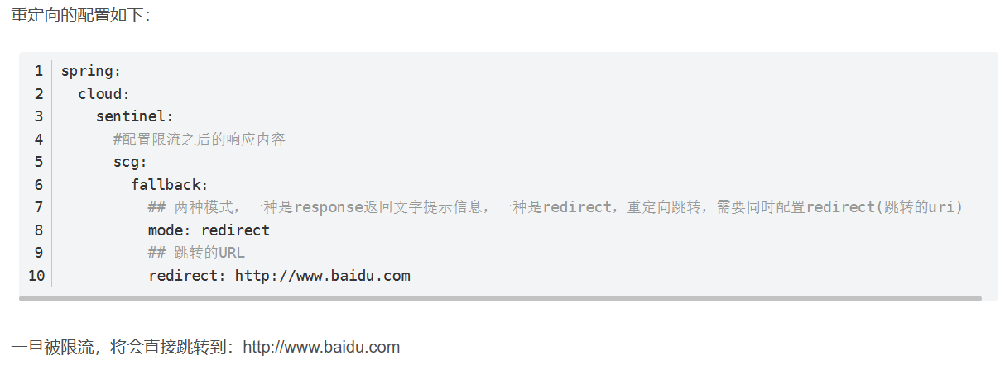 重定向的配置如下：
1 spring:
2   cloud:
3     sentinel:
4       #配置限流之后的响应内容
5       scg:
6         fallback:
7           ## 两种模式，一种是response返回文字提示信息，一种是redirect，重定向跳转，需要同时配置redirect(跳转的uri)
8           mode: redirect
9           ## 跳转的URL
10          redirect: http://www.baidu.com
一旦被限流，将会直接跳转到：http://www.baidu.com